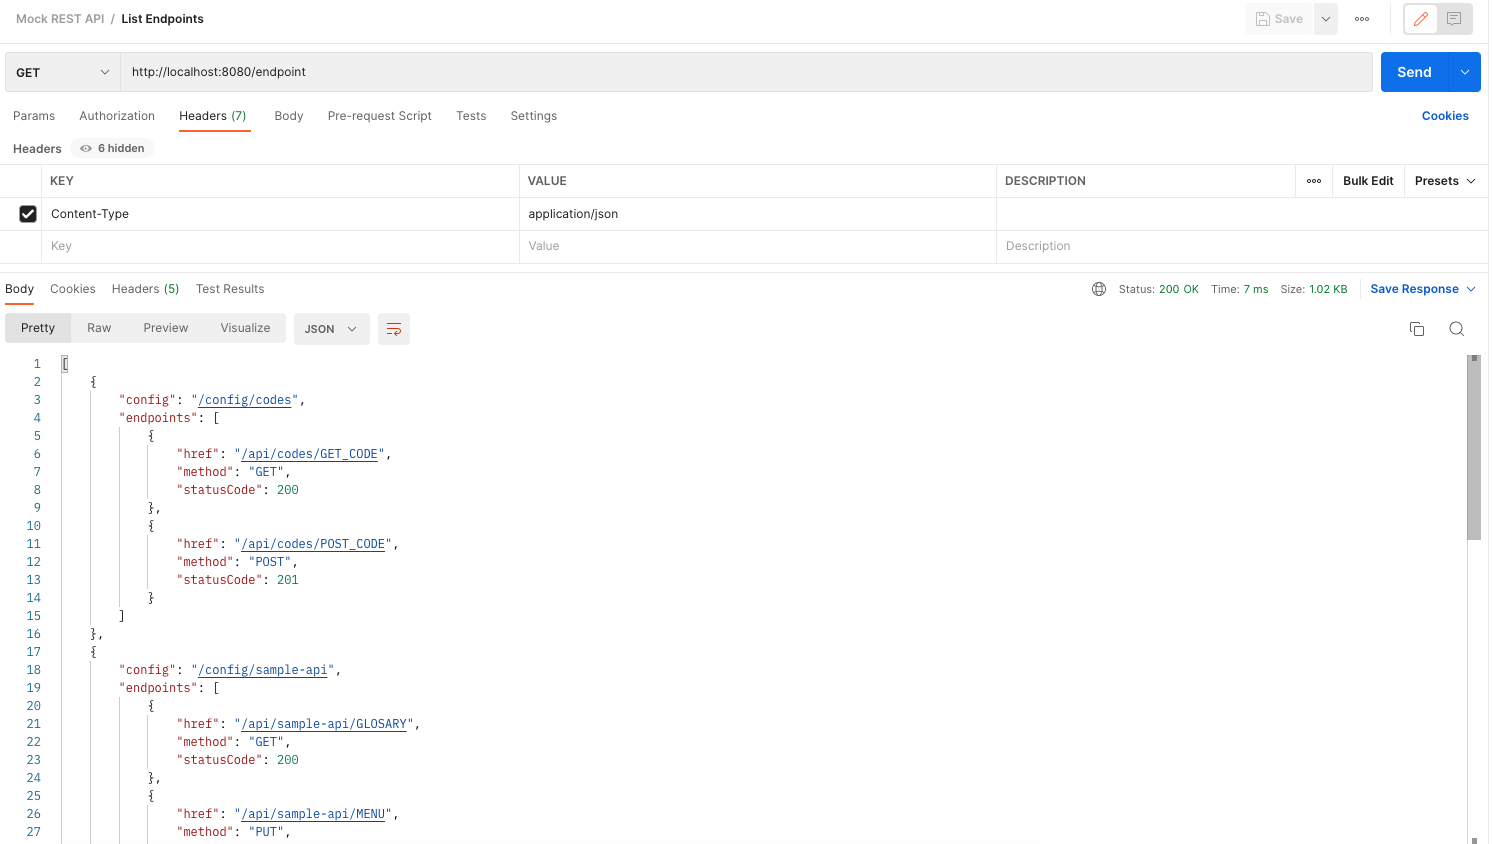 Mock REST API / List Endpoints
Save
GET http://localhost:8080/endpoint Send
Params Authorization Headers (7) Body Pre-request Script Tests Settings Cookies
Headers 6 hidden
KEY VALUE DESCRIPTION Bulk Edit Presets
Content-Type application/json
Key Value Description
Body Cookies Headers (5) Test Results Status: 200 OK Time: 7 ms Size: 1.02 KB Save Response
Pretty Raw Preview Visualize JSON
1 [
2 {
3 "config": "/config/codes",
4 "endpoints": [
5 {
6 "href": "/api/codes/GET_CODE",
7 "method": "GET",
8 "statusCode": 200
9 },
10 {
11 "href": "/api/codes/POST_CODE",
12 "method": "POST",
13 "statusCode": 201
14 }
15 ]
16 },
17 {
18 "config": "/config/sample-api",
19 "endpoints": [
20 {
21 "href": "/api/sample-api/GLOSARY",
22 "method": "GET",
23 "statusCode": 200
24 },
25 {
26 "href": "/api/sample-api/MENU",
27 "method": "PUT",